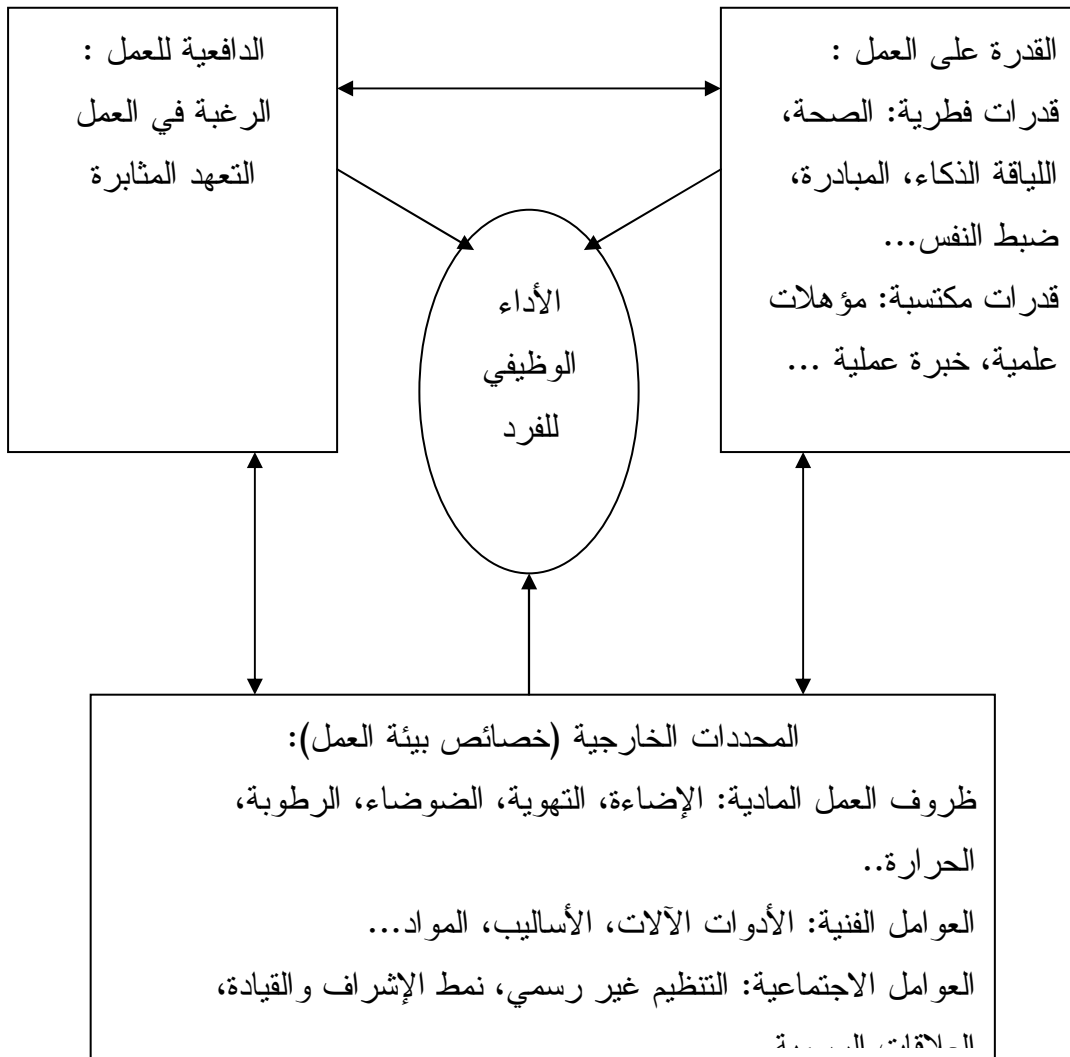 القدرة على العمل :
قدرات فطرية: الصحة،
اللياقة الذكاء، المبادرة،
ضبط النفس...
قدرات مكتسبة: مؤهلات
علمية، خبرة عملية ...
الدافعية للعمل :
الرغبة في العمل
التعهد المثابرة
الأداء
الوظيفي
للفرد
المحددات الخارجية (خصائص بيئة العمل):
ظروف العمل المادية: الإضاءة، التهوية، الضوضاء، الرطوبة،
الحرارة..
العوامل الفنية: الأدوات الآلات، الأساليب، المواد...
العوامل الاجتماعية: التنظيم غير رسمي، نمط الإشراف والقيادة،
العلاقات